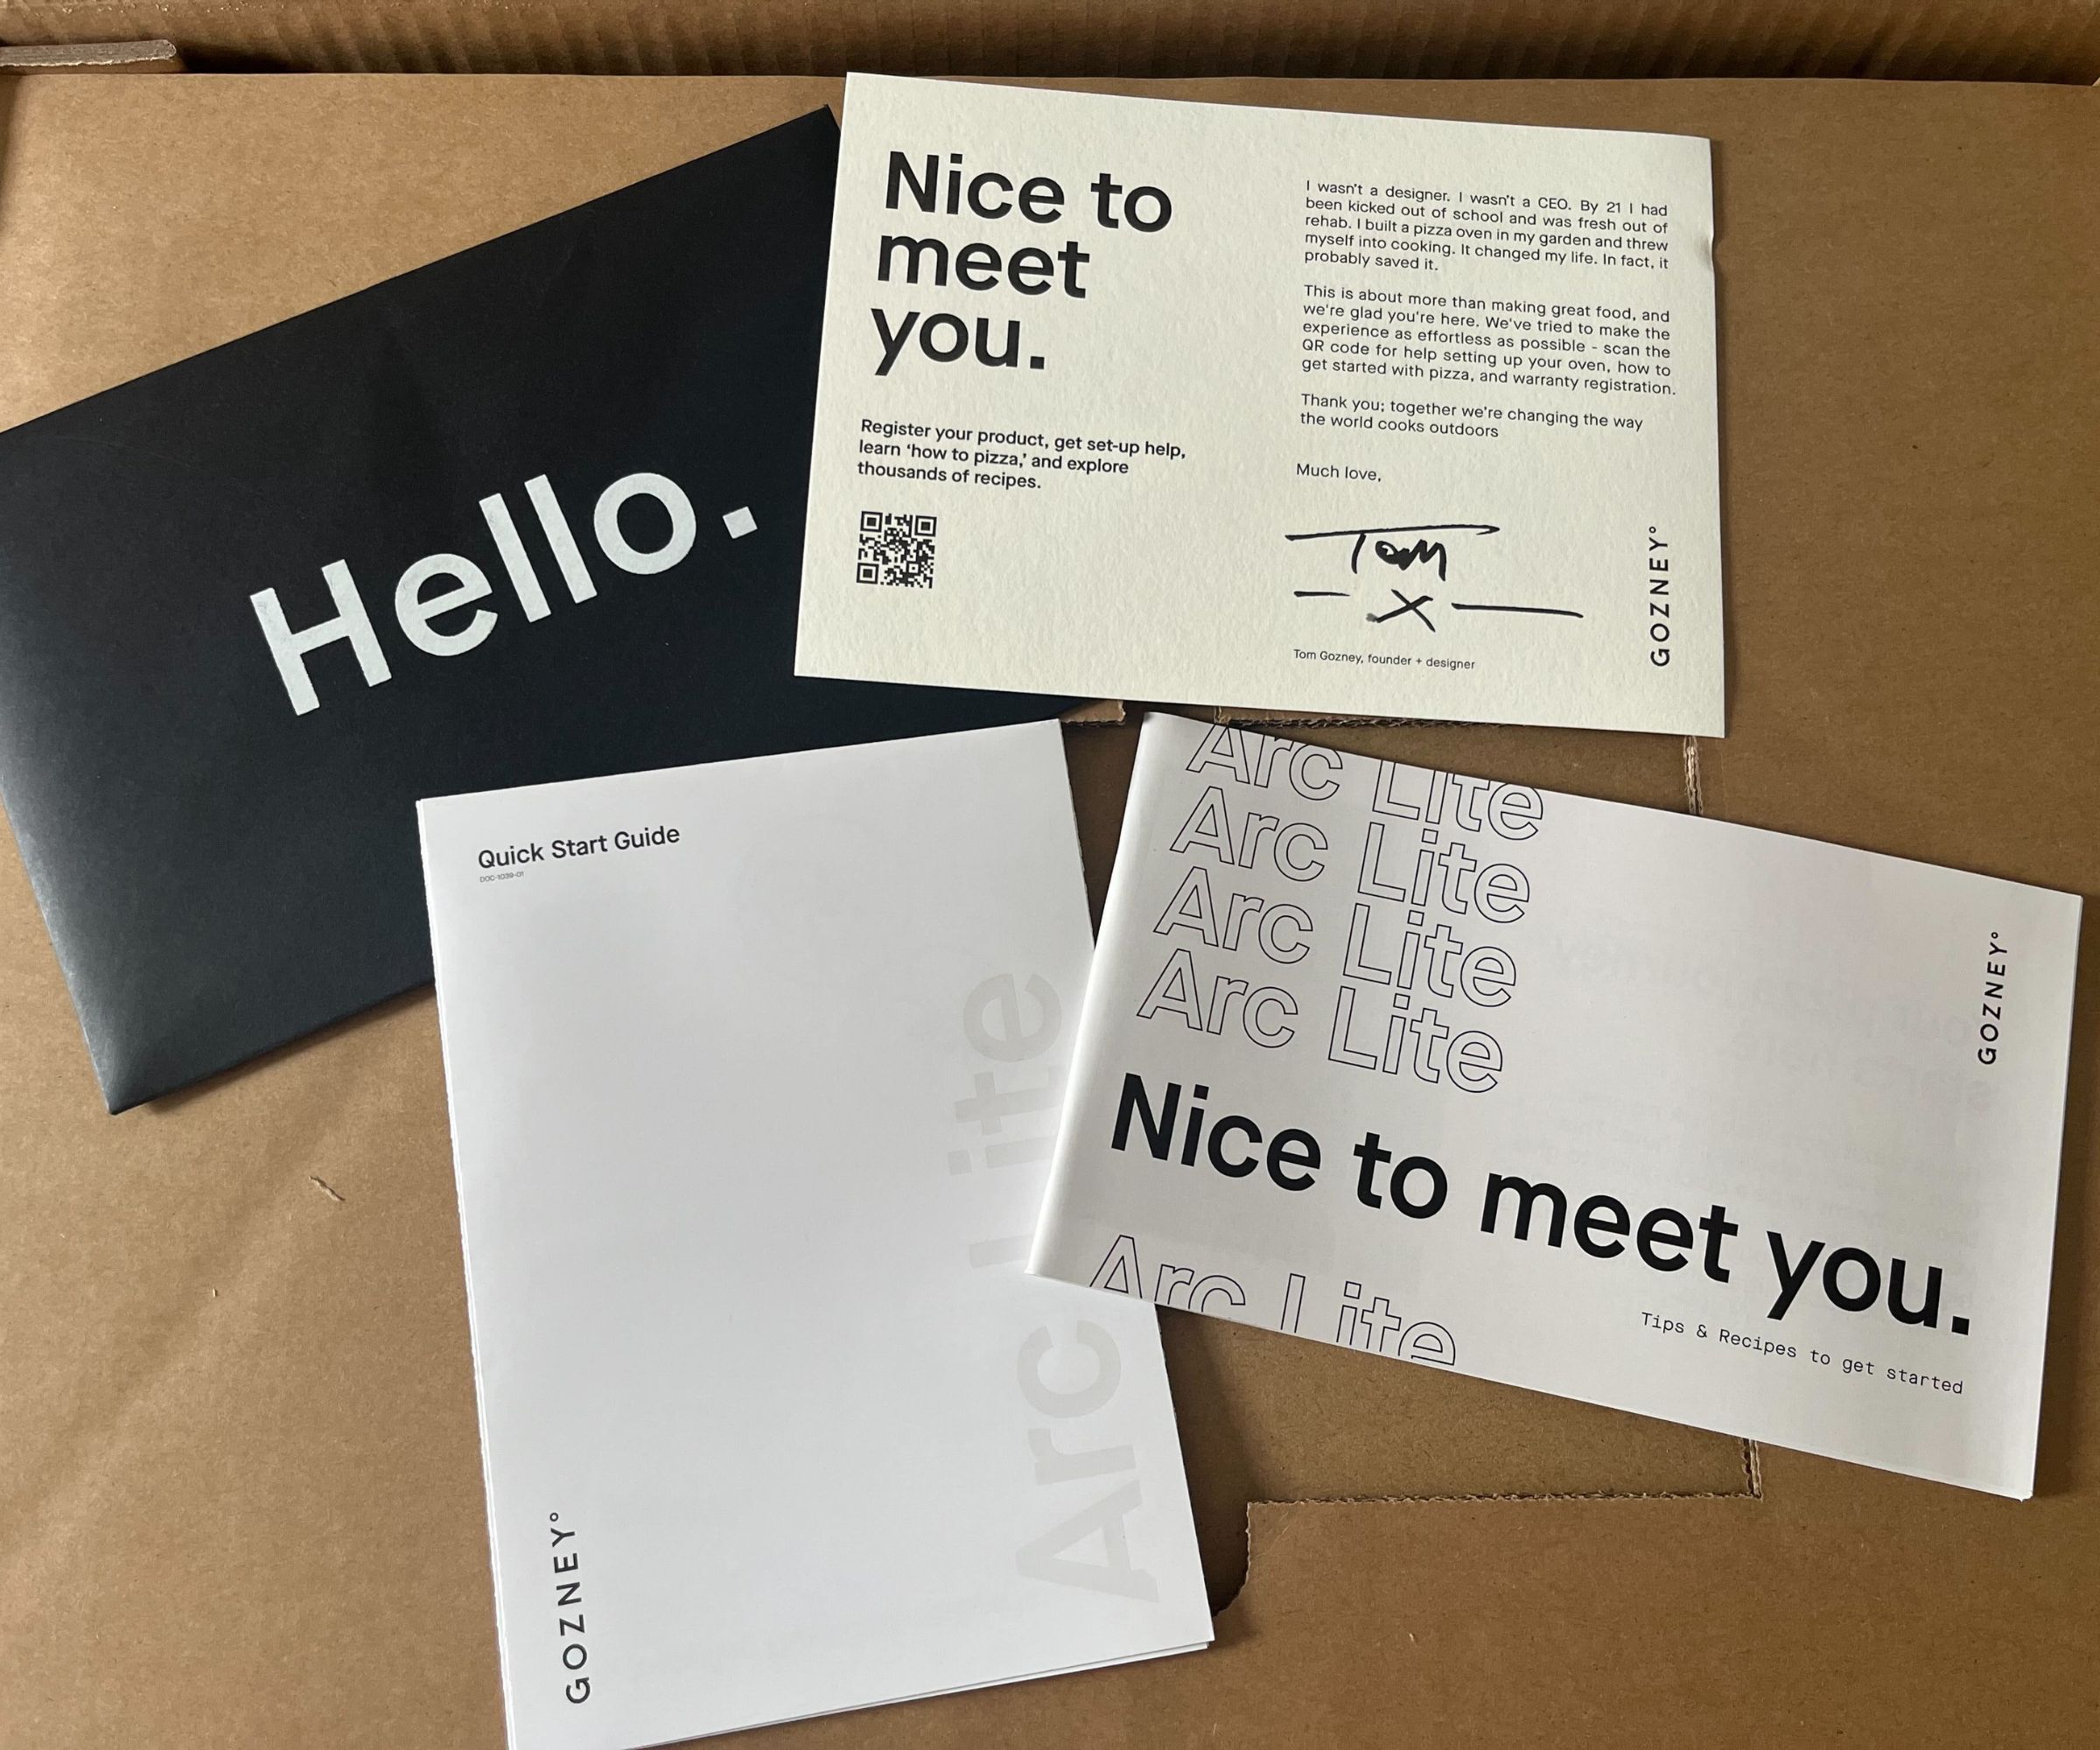 Hello.
Nice to
meet
you.
Register your product, get set-up help,
learn ‘how to pizza,’ and explore
thousands of recipes.
I wasn't a designer. I wasn't a CEO. By 21 I had
been kicked out of school and was fresh out of
rehab. I built a pizza oven in my garden and threw
myself into cooking. It changed my life. In fact, it
probably saved it.
This is about more than making great food, and
we're glad you're here. We've tried to make the
experience as effortless as possible - scan the
QR code for help setting up your oven, how to
get started with pizza, and warranty registration.
Thank you; together we're changing the way
the world cooks outdoors
Much love,
Tom
X
Tom Gozney, founder + designer
GOZNEY°
Quick Start Guide
DOC-1039-01
Arc Lite
GOZNEY°
Arc Lite
Arc Lite
Arc Lite
Arc Lite
Nice to meet you.
Arc Lite
Tips & Recipes to get started
GOZNEY°